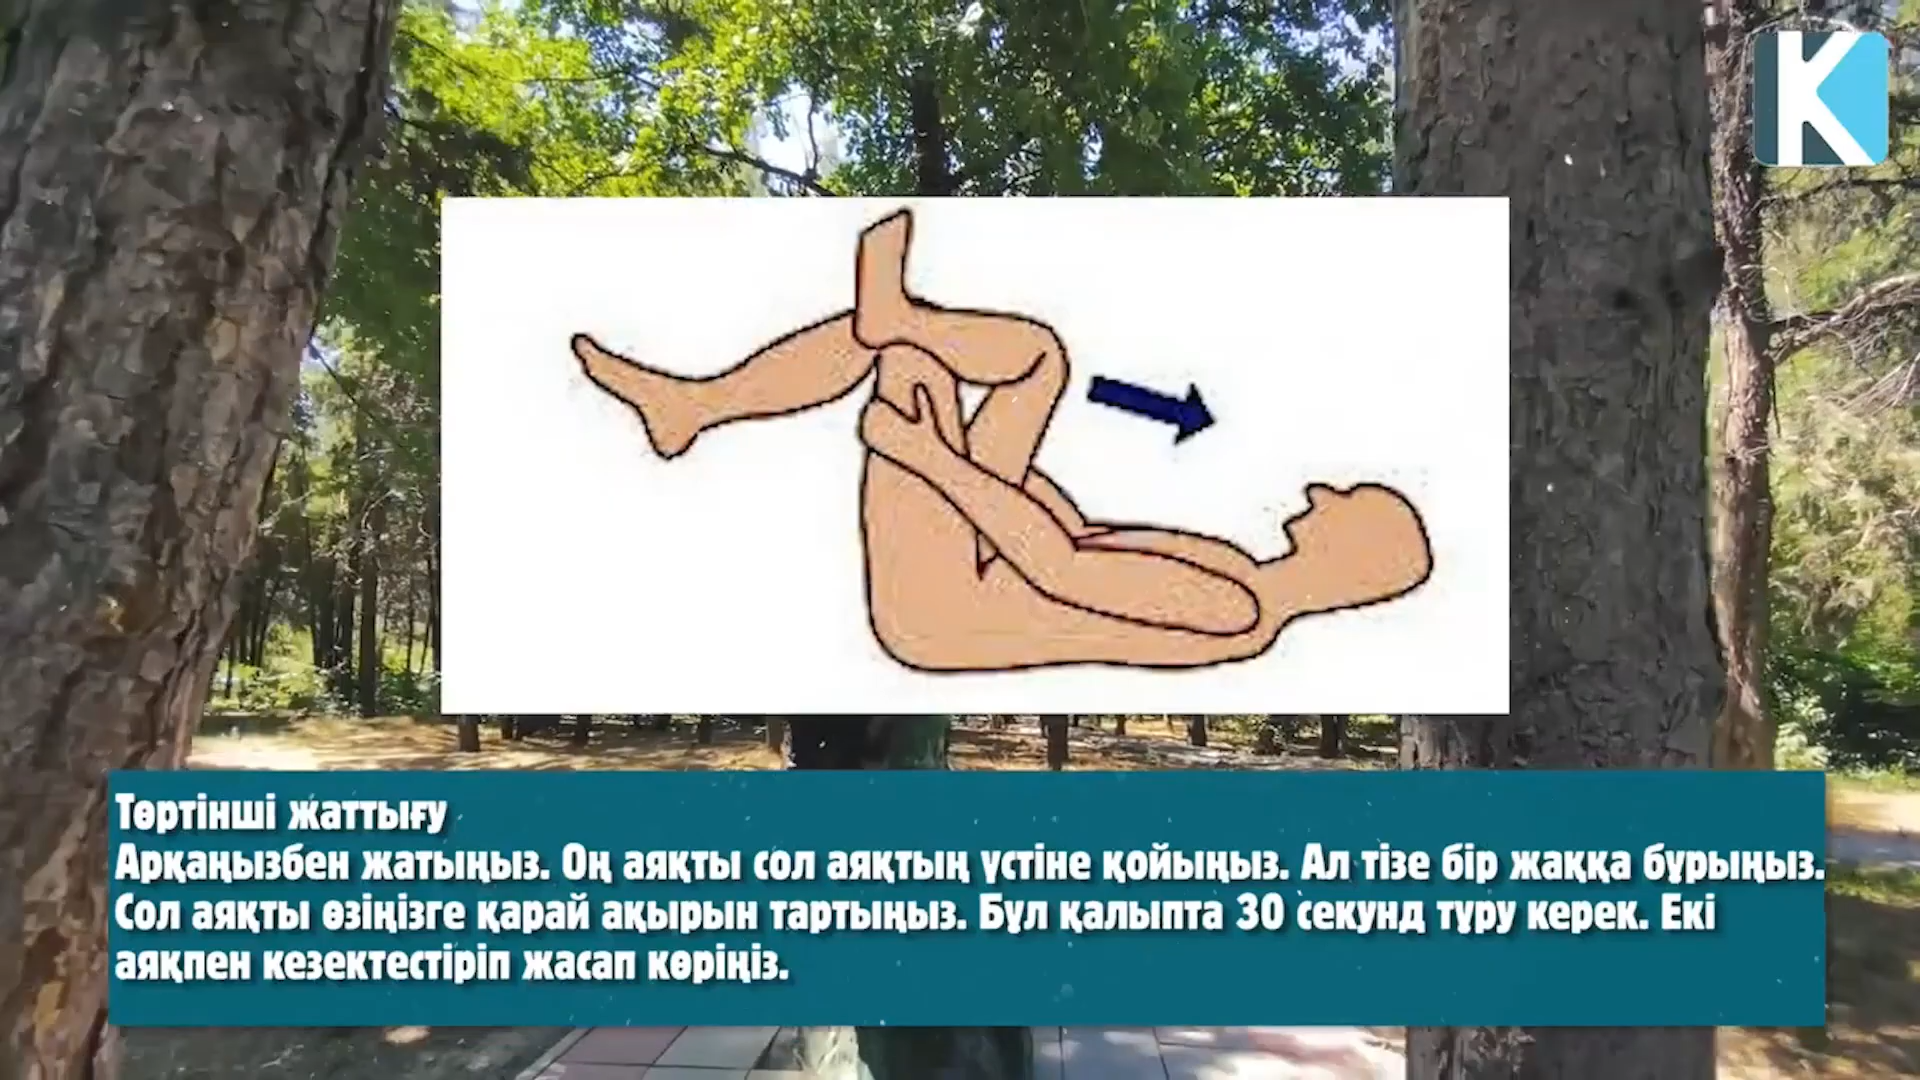 K
Төртінші жаттығу
Арқаңызбен жатыңыз. Оң аяқты сол аяқтың үстіне қойыңыз. Ал тізе бір жаққа бұрыңыз.
Сол аяқты өзіңізге қарай ақырын тартыңыз. Бұл қалыпта 30 секунд тұру керек. Екі
аяқпен кезектестіріп жасап көріңіз.